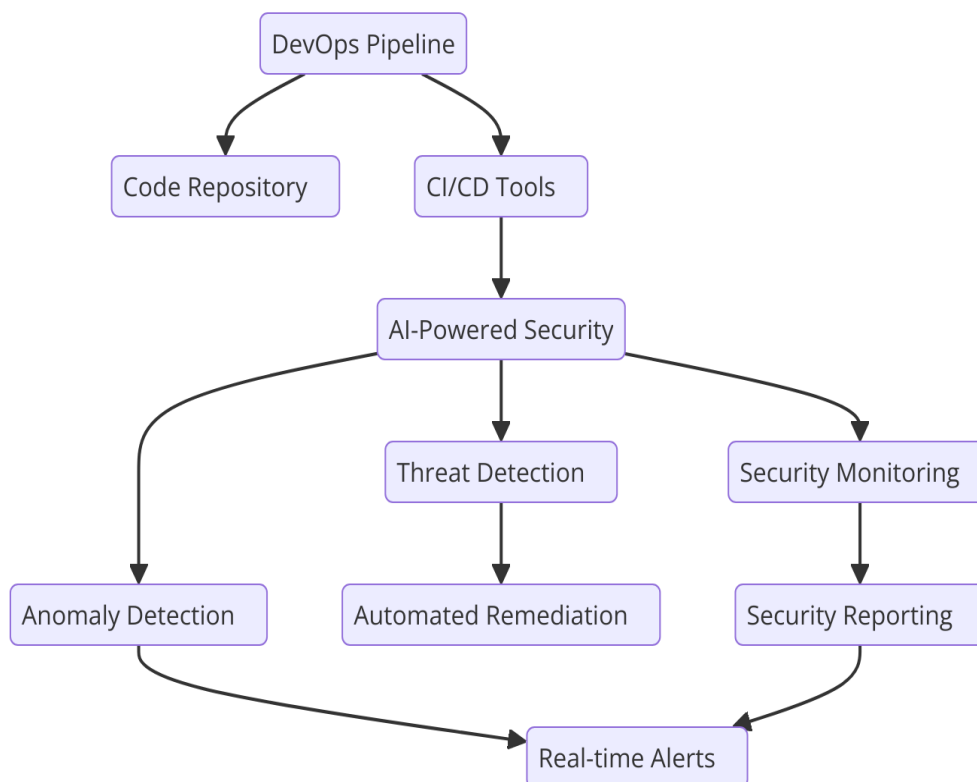 DevOps Pipeline
Code Repository
CI/CD Tools
AI-Powered Security
Threat Detection
Security Monitoring
Anomaly Detection
Automated Remediation
Security Reporting
Real-time Alerts